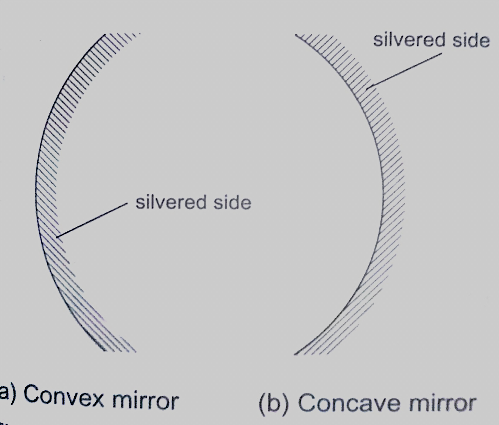 silvered side
silvered side
a) Convex mirror
(b) Concave mirror